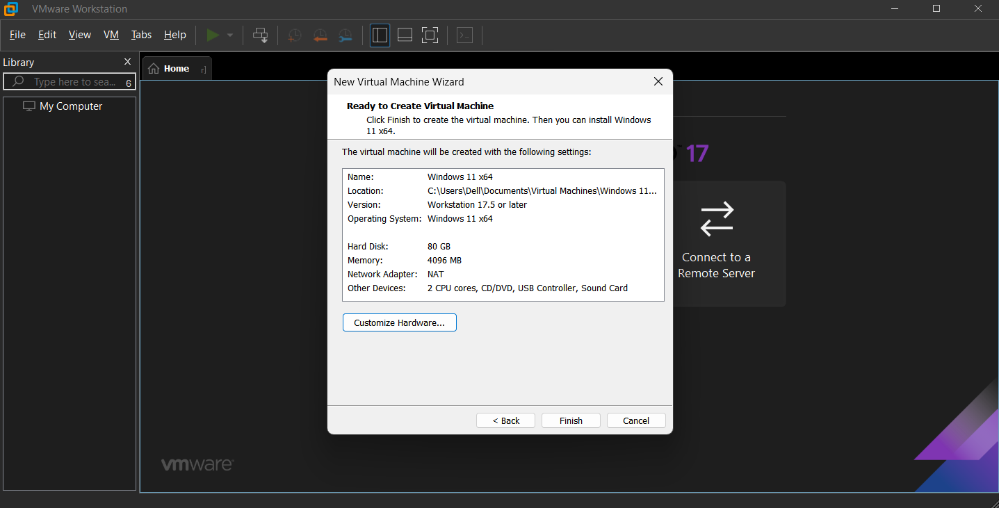 VMware Workstation
File Edit View VM Tabs Help
Library
Type here to sea...
My Computer
Home
New Virtual Machine Wizard
Ready to Create Virtual Machine
Click Finish to create the virtual machine. Then you can install Windows
11 x64.
The virtual machine will be created with the following settings:
Name: Windows 11 x64
Location: C:\Users\Dell\Documents\Virtual Machines\Windows 11...
Version: Workstation 17.5 or later
Operating System: Windows 11 x64
Hard Disk: 80 GB
Memory: 4096 MB
Network Adapter: NAT
Other Devices: 2 CPU cores, CD/DVD, USB Controller, Sound Card
Customize Hardware...
< Back Finish Cancel
17
Connect to a
Remote Server
vmware